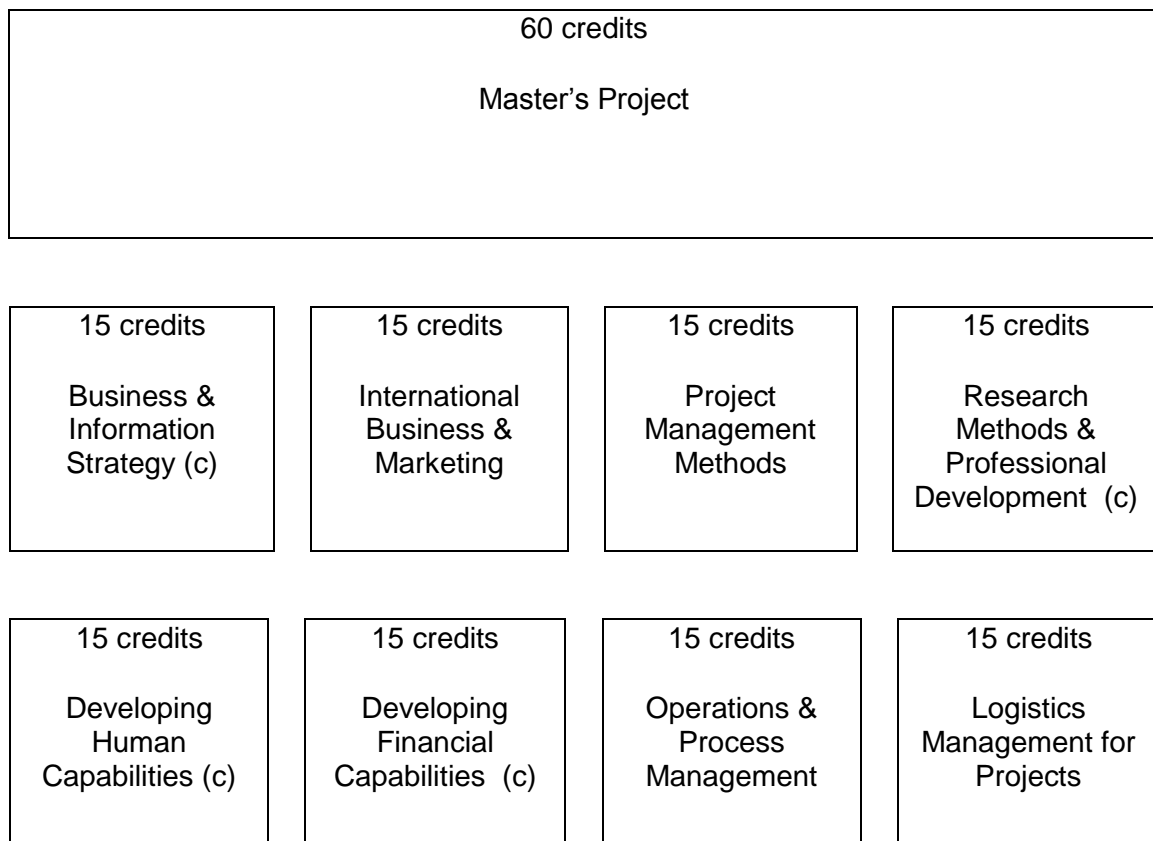 60 credits
Master’s Project
15 credits
Business &
Information
Strategy (c)
15 credits
International
Business &
Marketing
15 credits
Project
Management
Methods
15 credits
Research
Methods &
Professional
Development  (c)
15 credits
Developing
Human
Capabilities (c)
15 credits
Developing
Financial
Capabilities  (c)
15 credits
Operations &
Process
Management
15 credits
Logistics
Management for
Projects